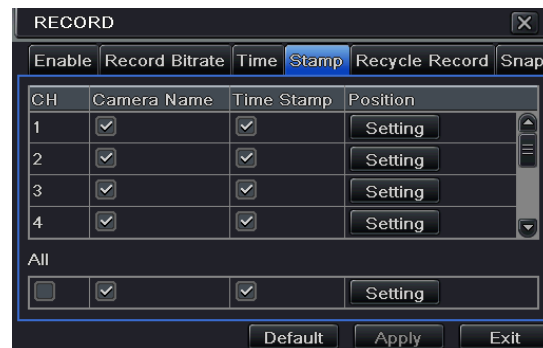 RECORD
Enable Record Bitrate Time Stamp Recycle Record Snap
CH Camera Name Time Stamp Position
1 Setting
2 Setting
3 Setting
4 Setting
All
Setting
Default Apply Exit